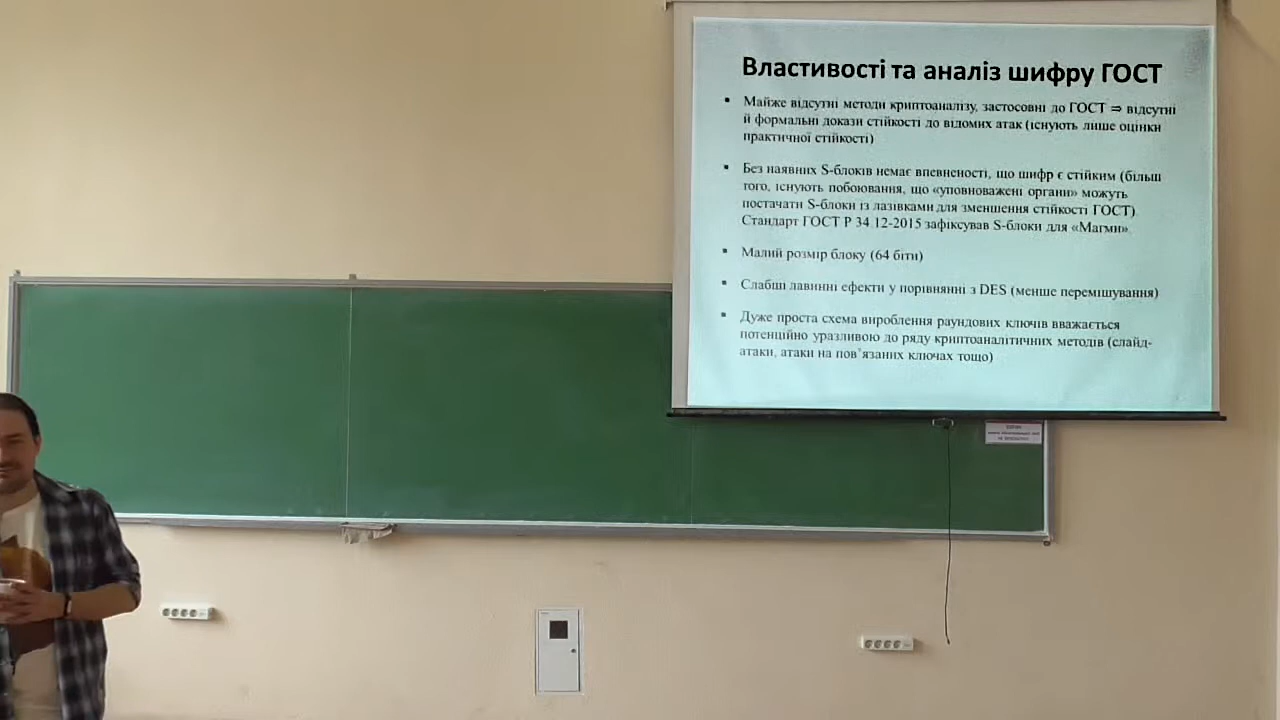 Властивості та аналіз шифру ГОСТ
▪ Майже відсутні методи криптоаналізу, застосовні до ГОСТ ⇒ відсутні
й формальні докази стійкості до відомих атак (існують лише оцінки
практичної стійкості)
▪ Без наявних S-блоків немає впевнености, що шифр є стійким (більш
того, існують побоювання, що «уповноважені органи» можуть
постачати S-блоки із лазівками для зменшення стійкості ГОСТ).
Стандарт ГОСТ Р 34.12-2015 зафіксував S-блоки для «Магми».
▪ Малий розмір блоку (64 біти)
▪ Слабші лавинні ефекти у порівнянні з DES (менше перемішування)
▪ Дуже проста схема вироблення раундових ключів вважається
потенційно уразливою до ряду криптоаналітичних методів (слайд-
атаки, атаки на пов’язаних ключах тощо)